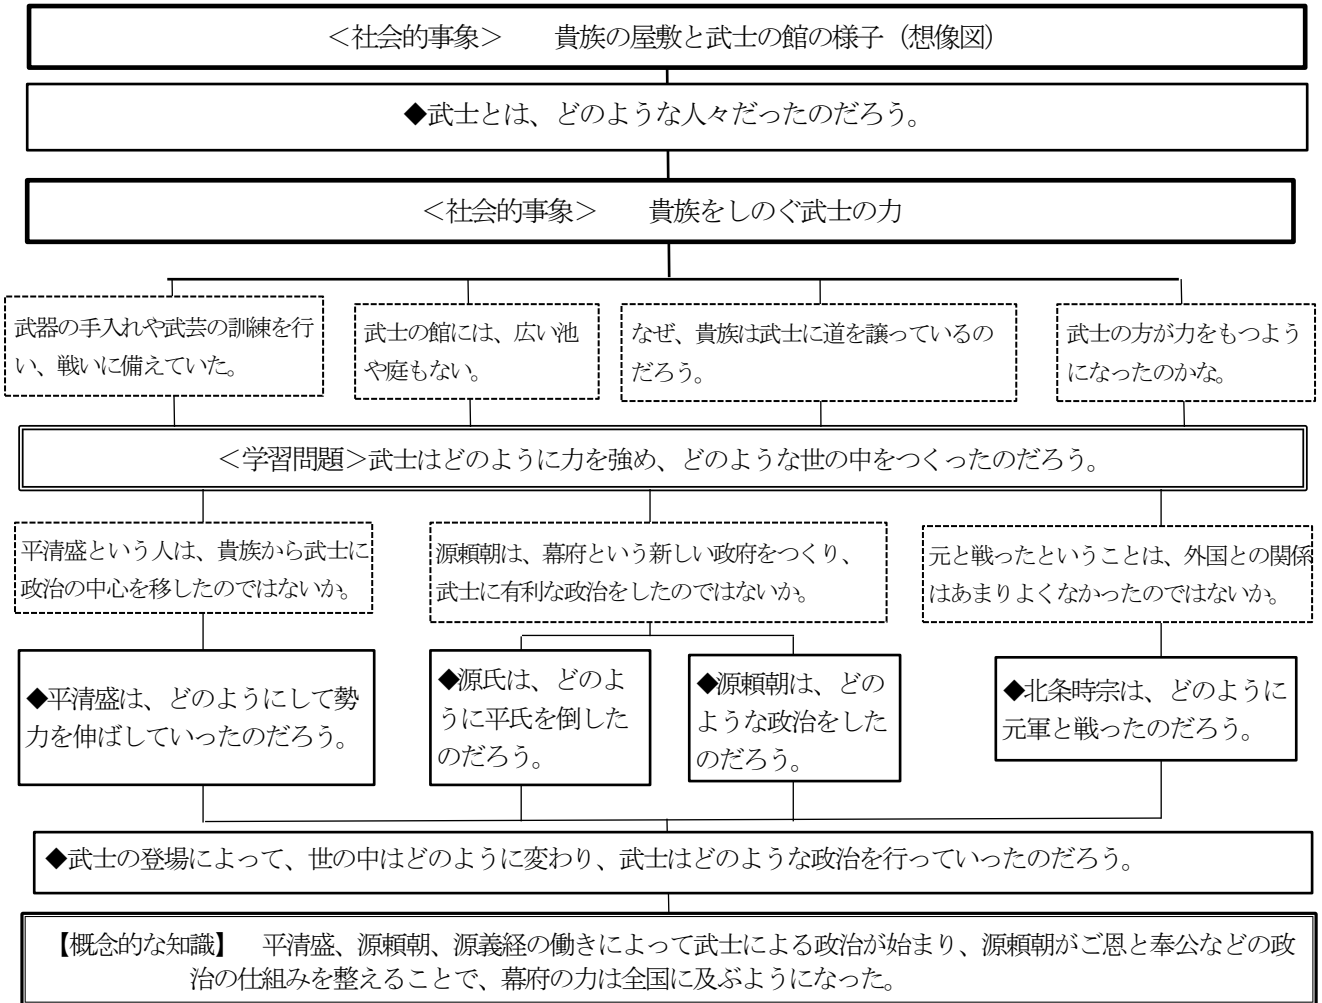 ＜社会的事象＞　　貴族の屋敷と武士の館の様子（想像図）
◆武士とは、どのような人々だったのだろう。
＜社会的事象＞　　貴族をしのぐ武士の力
武器の手入れや武芸の訓練を行
い、戦いに備えていた。
武士の館には、広い池
や庭もない。
なぜ、貴族は武士に道を譲っているの
だろう。
武士の方が力をもつよう
になったのかな。
＜学習問題＞武士はどのように力を強め、どのような世の中をつくったのだろう。
平清盛という人は、貴族から武士に
政治の中心を移したのではないか。
源頼朝は、幕府という新しい政府をつくり、
武士に有利な政治をしたのではないか。
元と戦ったということは、外国との関係
はあまりよくなかったのではないか。
◆平清盛は、どのようにして勢
力を伸ばしていったのだろう。
◆源氏は、どのよ
うに平氏を倒した
のだろう。
◆源頼朝は、どの
ような政治をした
のだろう。
◆北条時宗は、どのように
元軍と戦ったのだろう。
◆武士の登場によって、世の中はどのように変わり、武士はどのような政治を行っていったのだろう。
【概念的な知識】　平清盛、源頼朝、源義経の働きによって武士による政治が始まり、源頼朝がご恩と奉公などの政
治の仕組みを整えることで、幕府の力は全国に及ぶようになった。